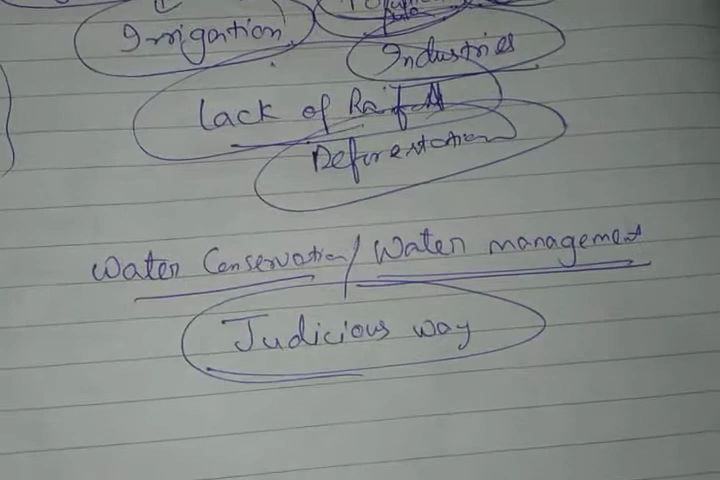 Irrigation
Industries
Lack of Rainfall
Deforestation
Water Conservation/Water management
Judicious way